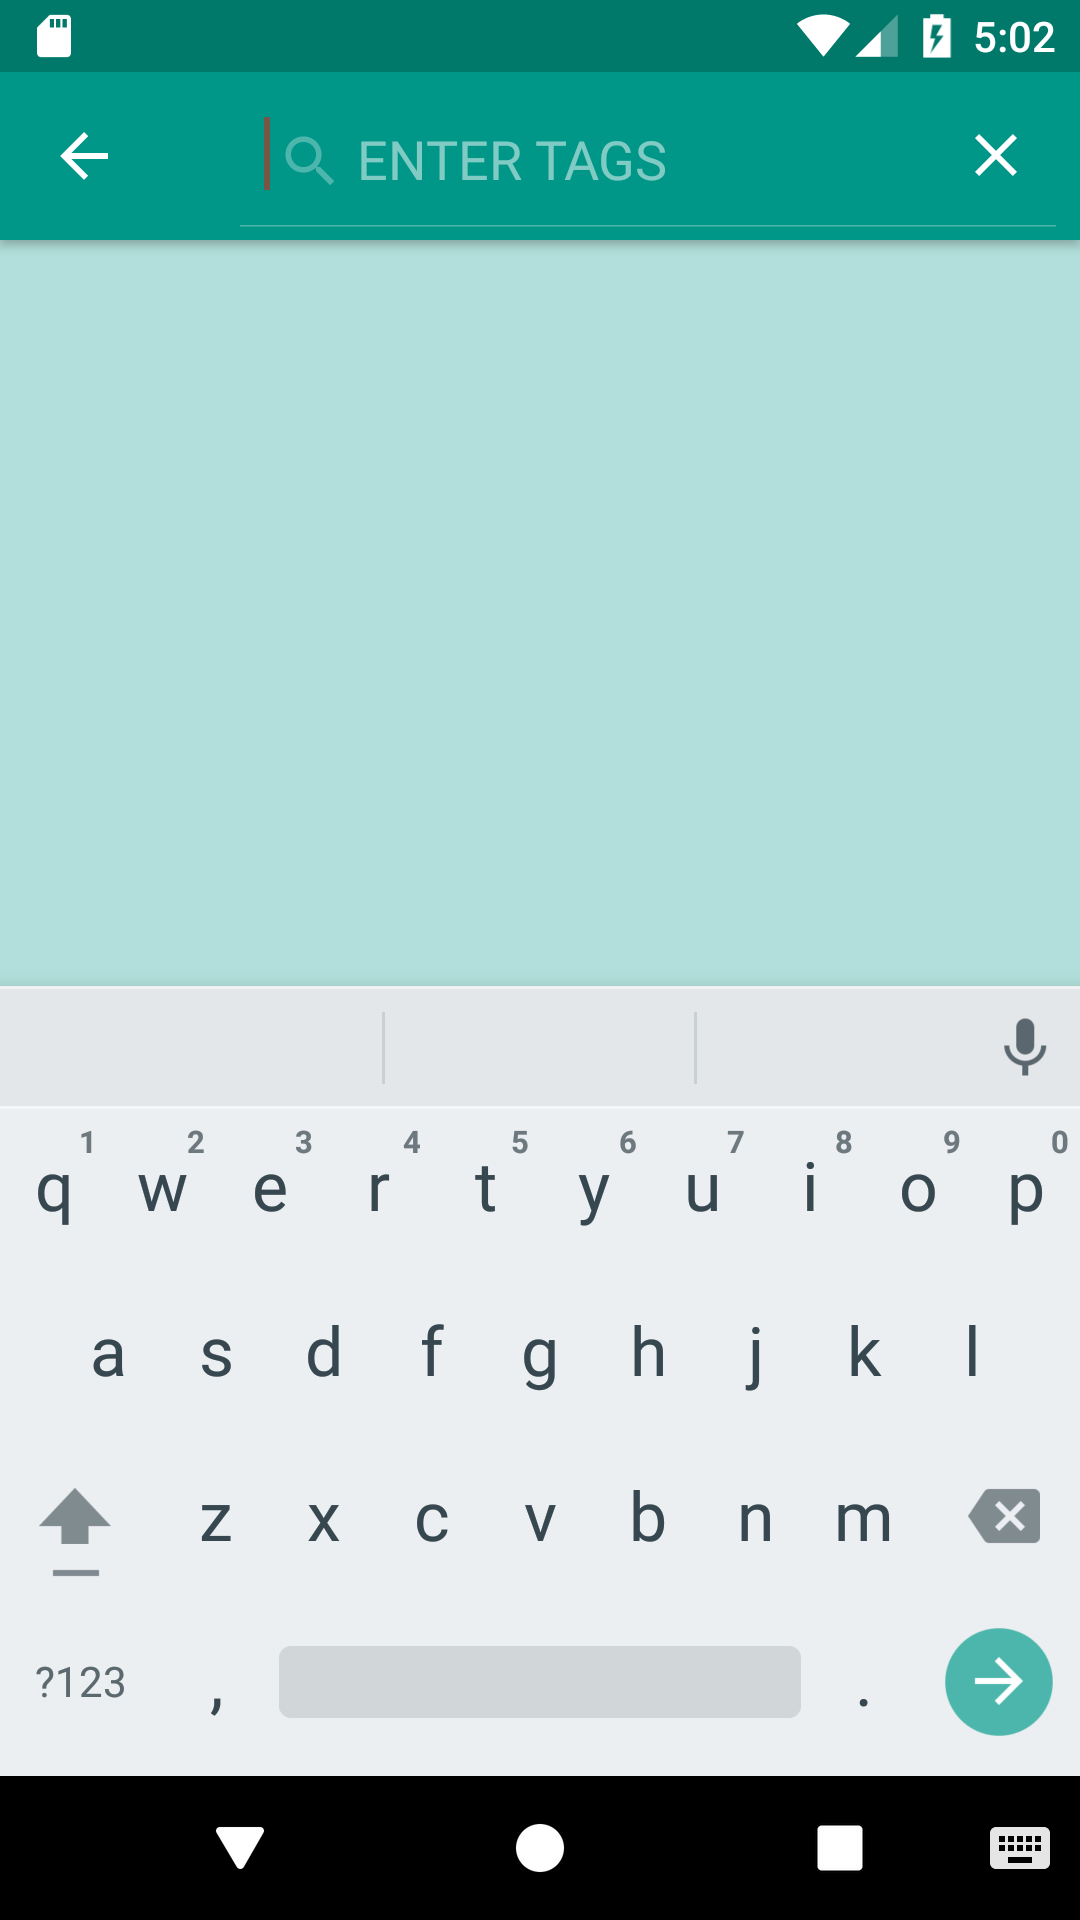 5:02
ENTER TAGS
1 2 3 4 5 6 7 8 9 0
q w e r t y u i o p
a s d f g h j k l
z x c v b n m
?123 , .